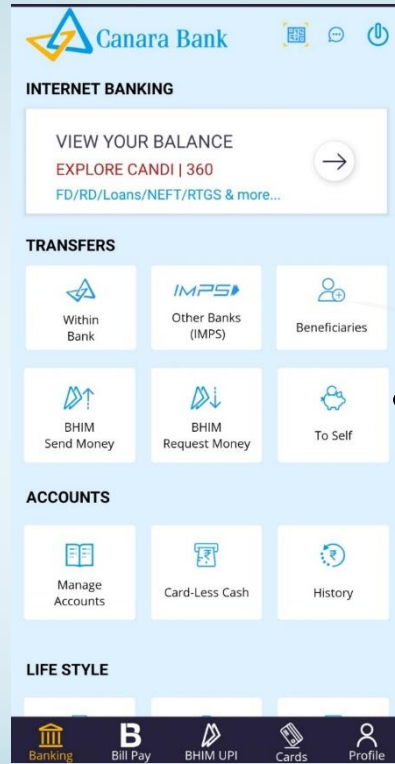 Canara Bank
INTERNET BANKING
VIEW YOUR BALANCE
EXPLORE CANDI | 360
FD/RD/Loans/NEFT/RTGS & more...
TRANSFERS
Within
Bank
IMPS
Other Banks
(IMPS)
Beneficiaries
BHIM
Send Money
BHIM
Request Money
To Self
ACCOUNTS
Manage
Accounts
Card-Less Cash
History
LIFE STYLE
Banking
B
Bill Pay
BHIM UPI
Cards
Profile